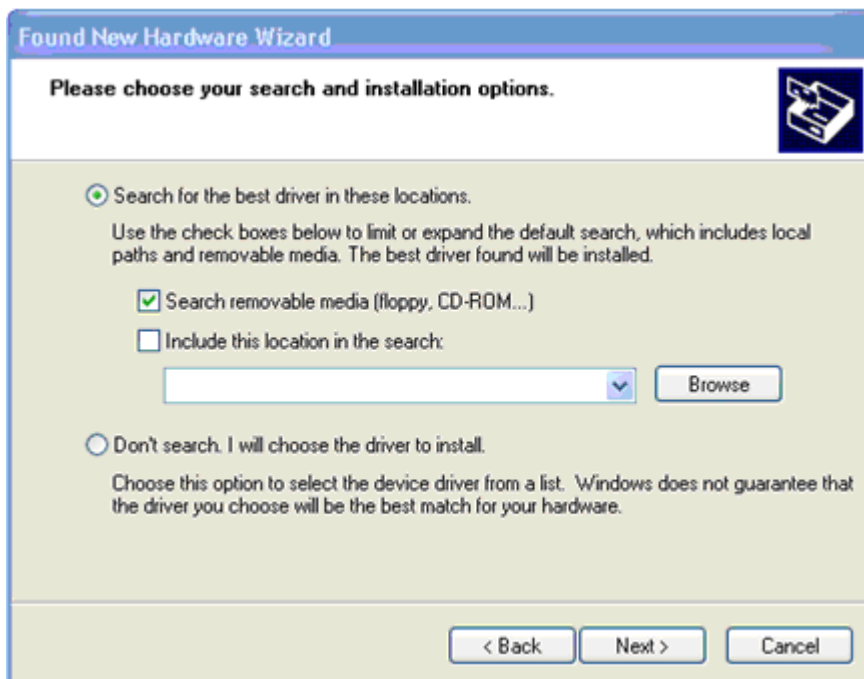 Found New Hardware Wizard
Please choose your search and installation options.
Search for the best driver in these locations.
Use the check boxes below to limit or expand the default search, which includes local
paths and removable media. The best driver found will be installed.
Search removable media (floppy, CD-ROM...)
Include this location in the search:
Browse
Don't search. I will choose the driver to install.
Choose this option to select the device driver from a list.  Windows does not guarantee that
the driver you choose will be the best match for your hardware.
< Back Next > Cancel